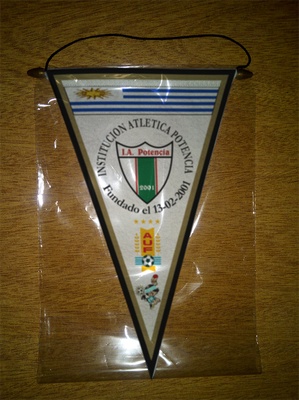 INSTITUCION ATLETICA POTENCIA
I.A. Potencia
2001
Fundado el 13-02-2001
AUF